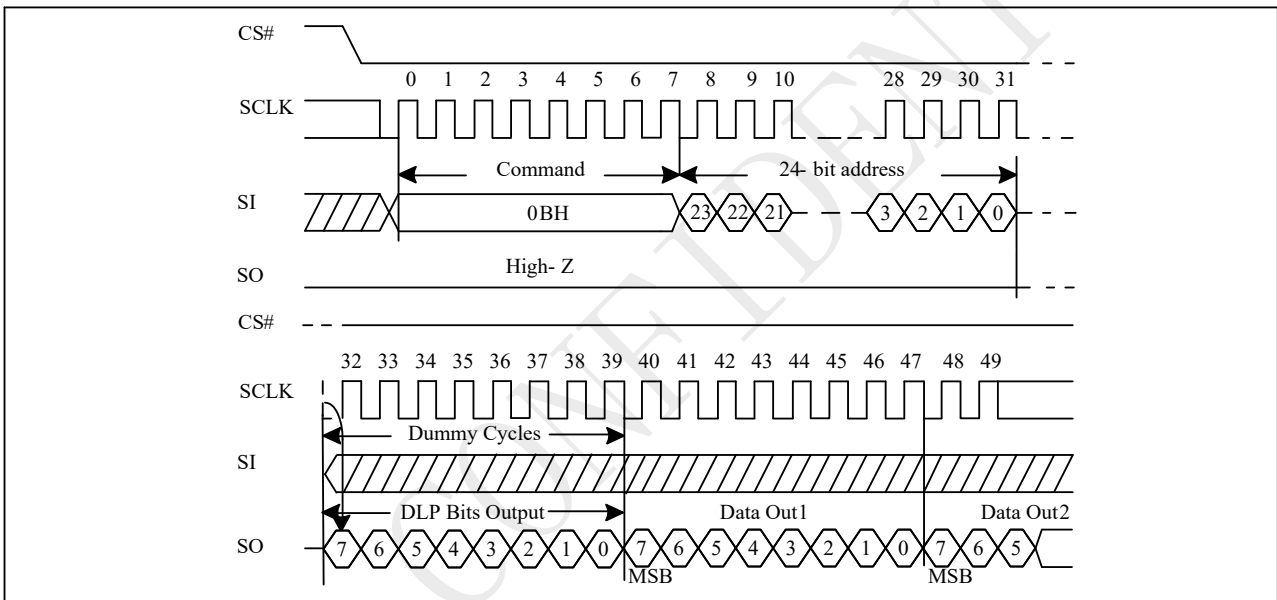 CS#
0 1 2 3 4 5 6 7 8 9 10 28 29 30 31
SCLK
Command 24- bit address
SI 0BH 23 22 21 3 2 1 0
High- Z
SO
CS#
32 33 34 35 36 37 38 39 40 41 42 43 44 45 46 47 48 49
SCLK
Dummy Cycles
SI
DLP Bits Output Data Out1 Data Out2
SO 7 6 5 4 3 2 1 0 7 6 5 4 3 2 1 0 7 6 5
MSB MSB
CONFIDENT